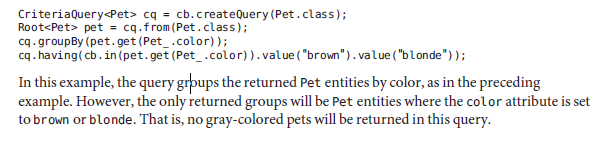 CriteriaQuery<Pet> cq = cb.createQuery(Pet.class);
Root<Pet> pet = cq.from(Pet.class);
cq.groupBy(pet.get(Pet_.color));
cq.having(cb.in(pet.get(Pet_.color)).value("brown").value("blonde"));
In this example, the query groups the returned Pet entities by color, as in the preceding
example. However, the only returned groups will be Pet entities where the color attribute is set
to brown or blonde. That is, no gray-colored pets will be returned in this query.